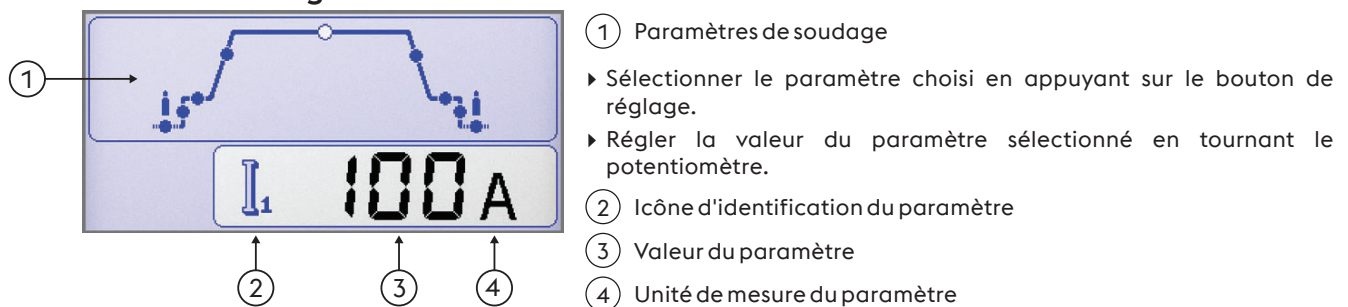 1 Paramètres de soudage
1
▸ Sélectionner le paramètre choisi en appuyant sur le bouton de
réglage.
▸ Régler la valeur du paramètre sélectionné en tournant le
potentiomètre.
I1 100 A
2 Icône d'identification du paramètre
3 Valeur du paramètre
2 3 4
4 Unité de mesure du paramètre